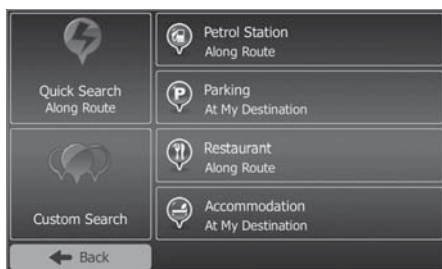 Quick Search
Along Route
Custom Search
Petrol Station
Along Route
P
Parking
At My Destination
Restaurant
Along Route
Accommodation
At My Destination
Back